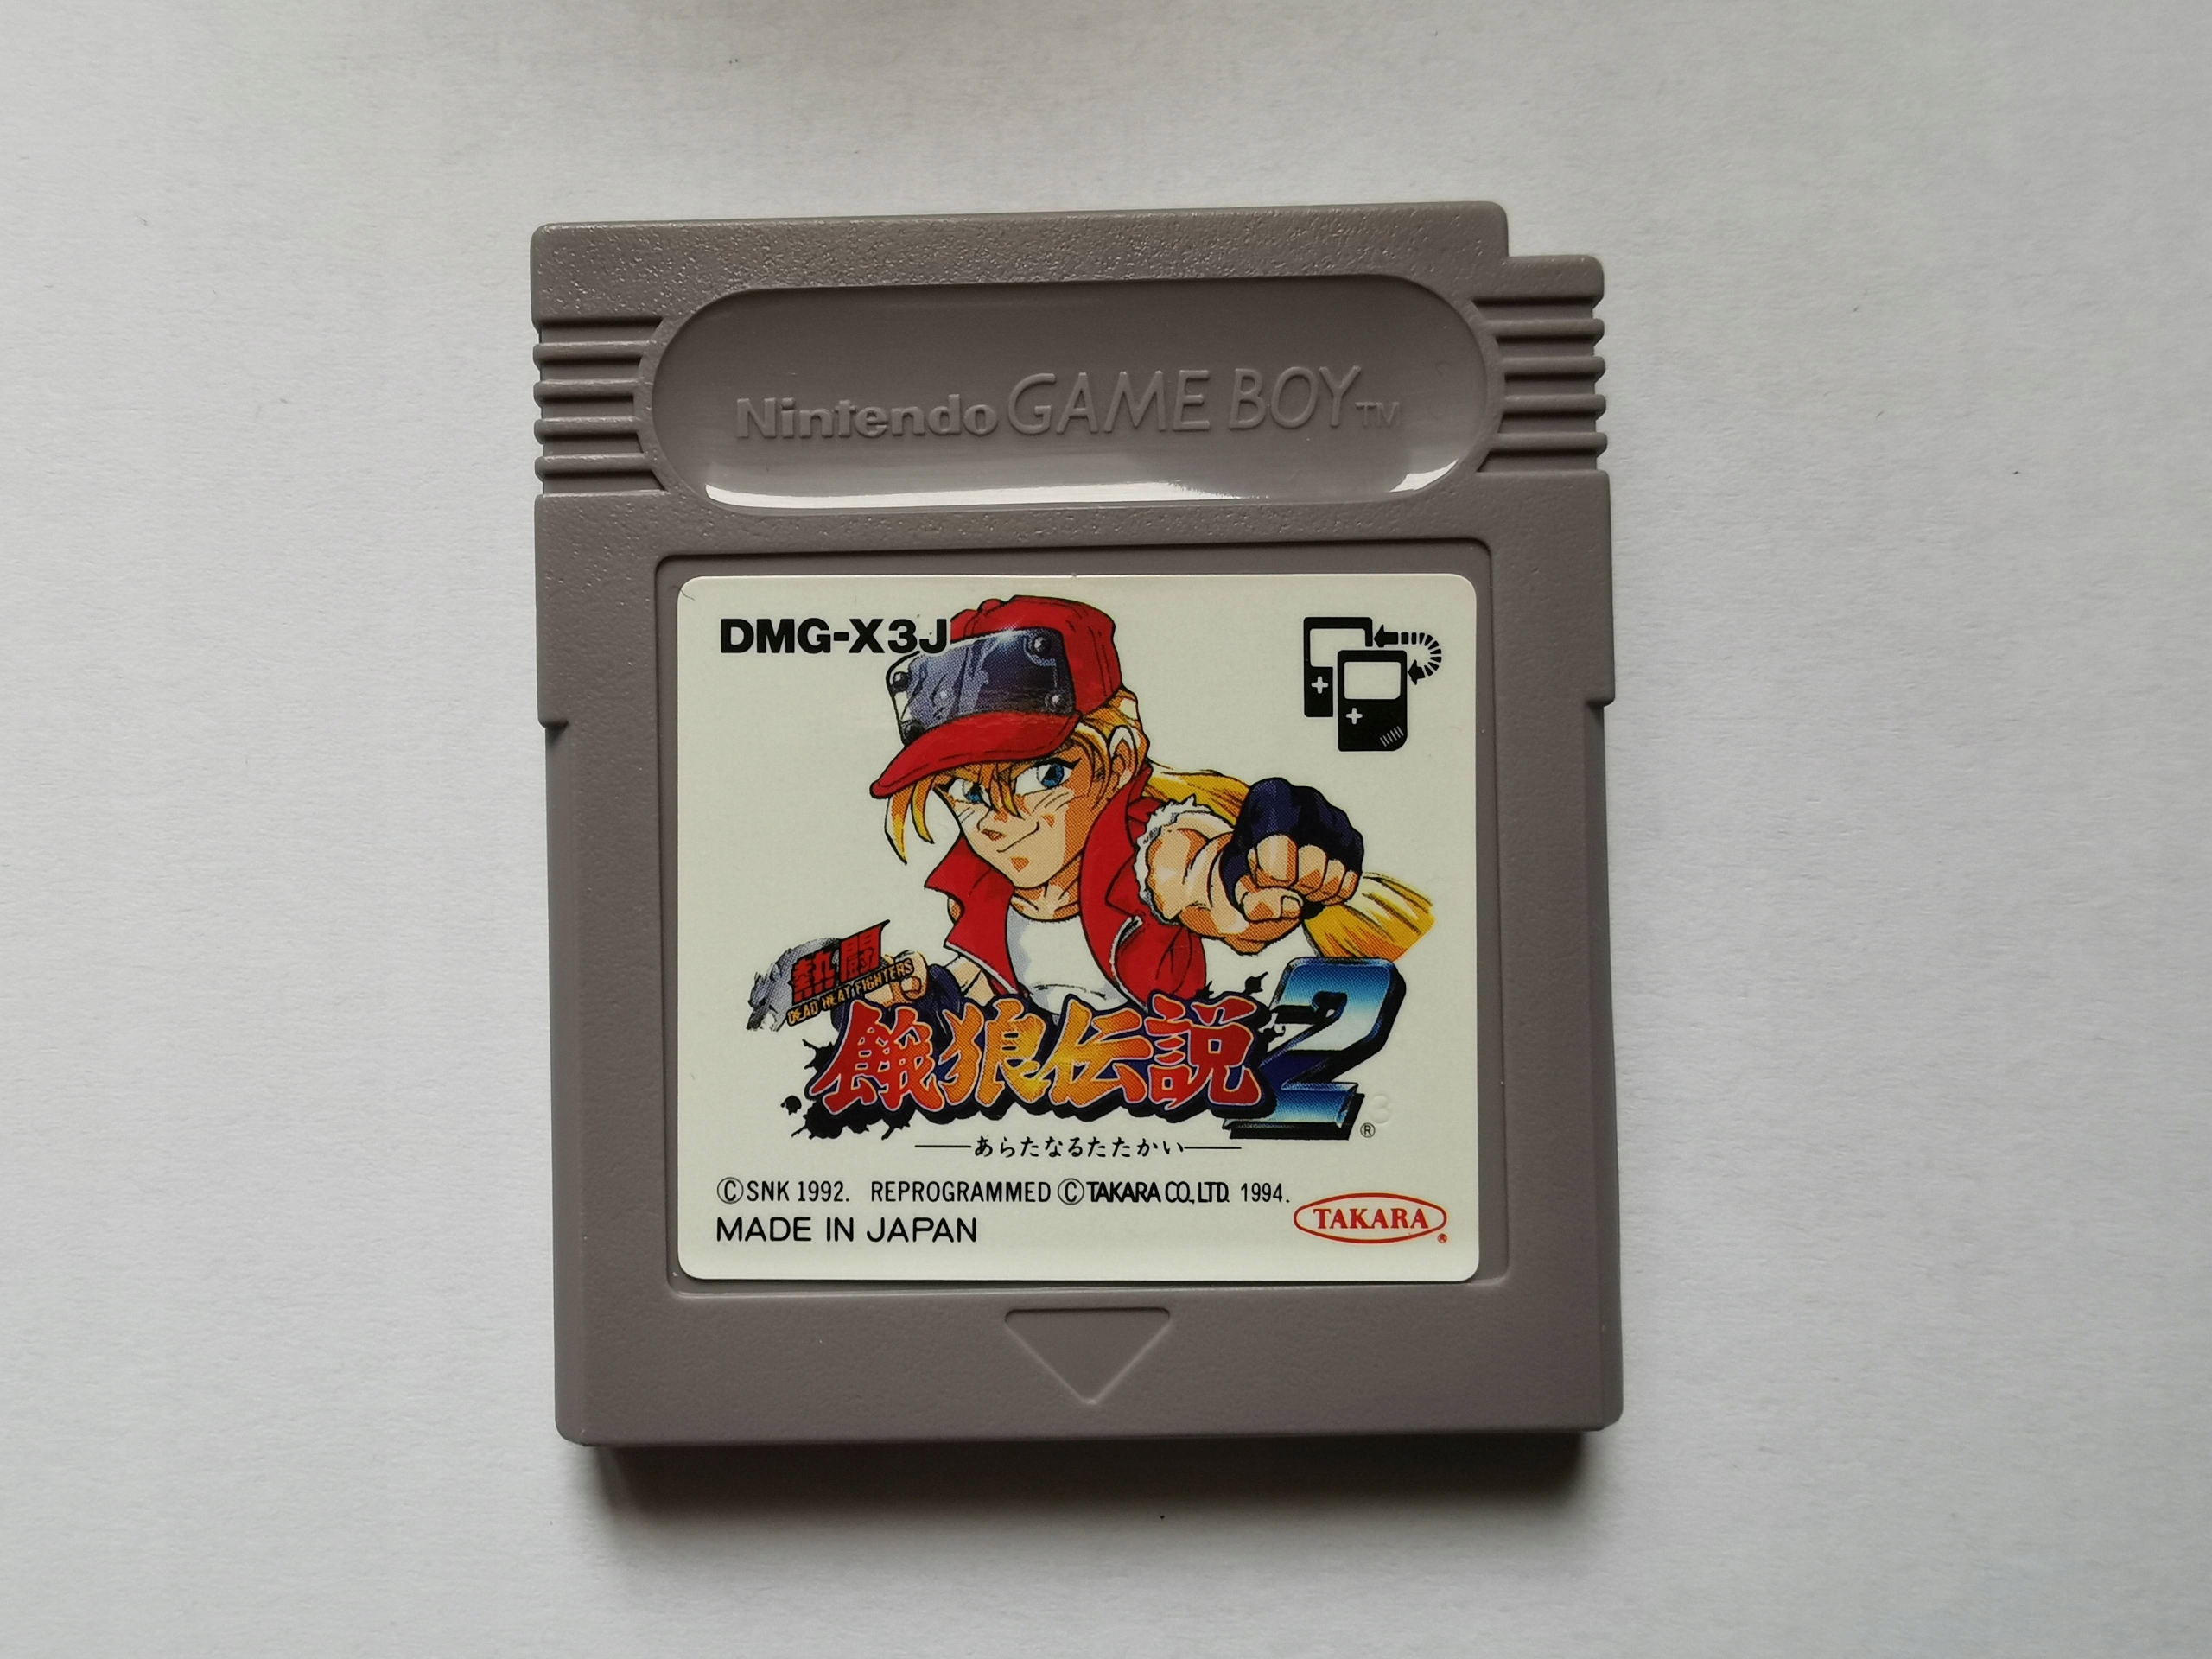 Nintendo GAME BOY TM
DMG-X3J
熱闘
DEAD HEAT FIGHTERS
餓狼伝説2
®
あらたなるたたかい
©SNK 1992. REPROGRAMMED ©TAKARA CO.,LTD. 1994.
MADE IN JAPAN
TAKARA®